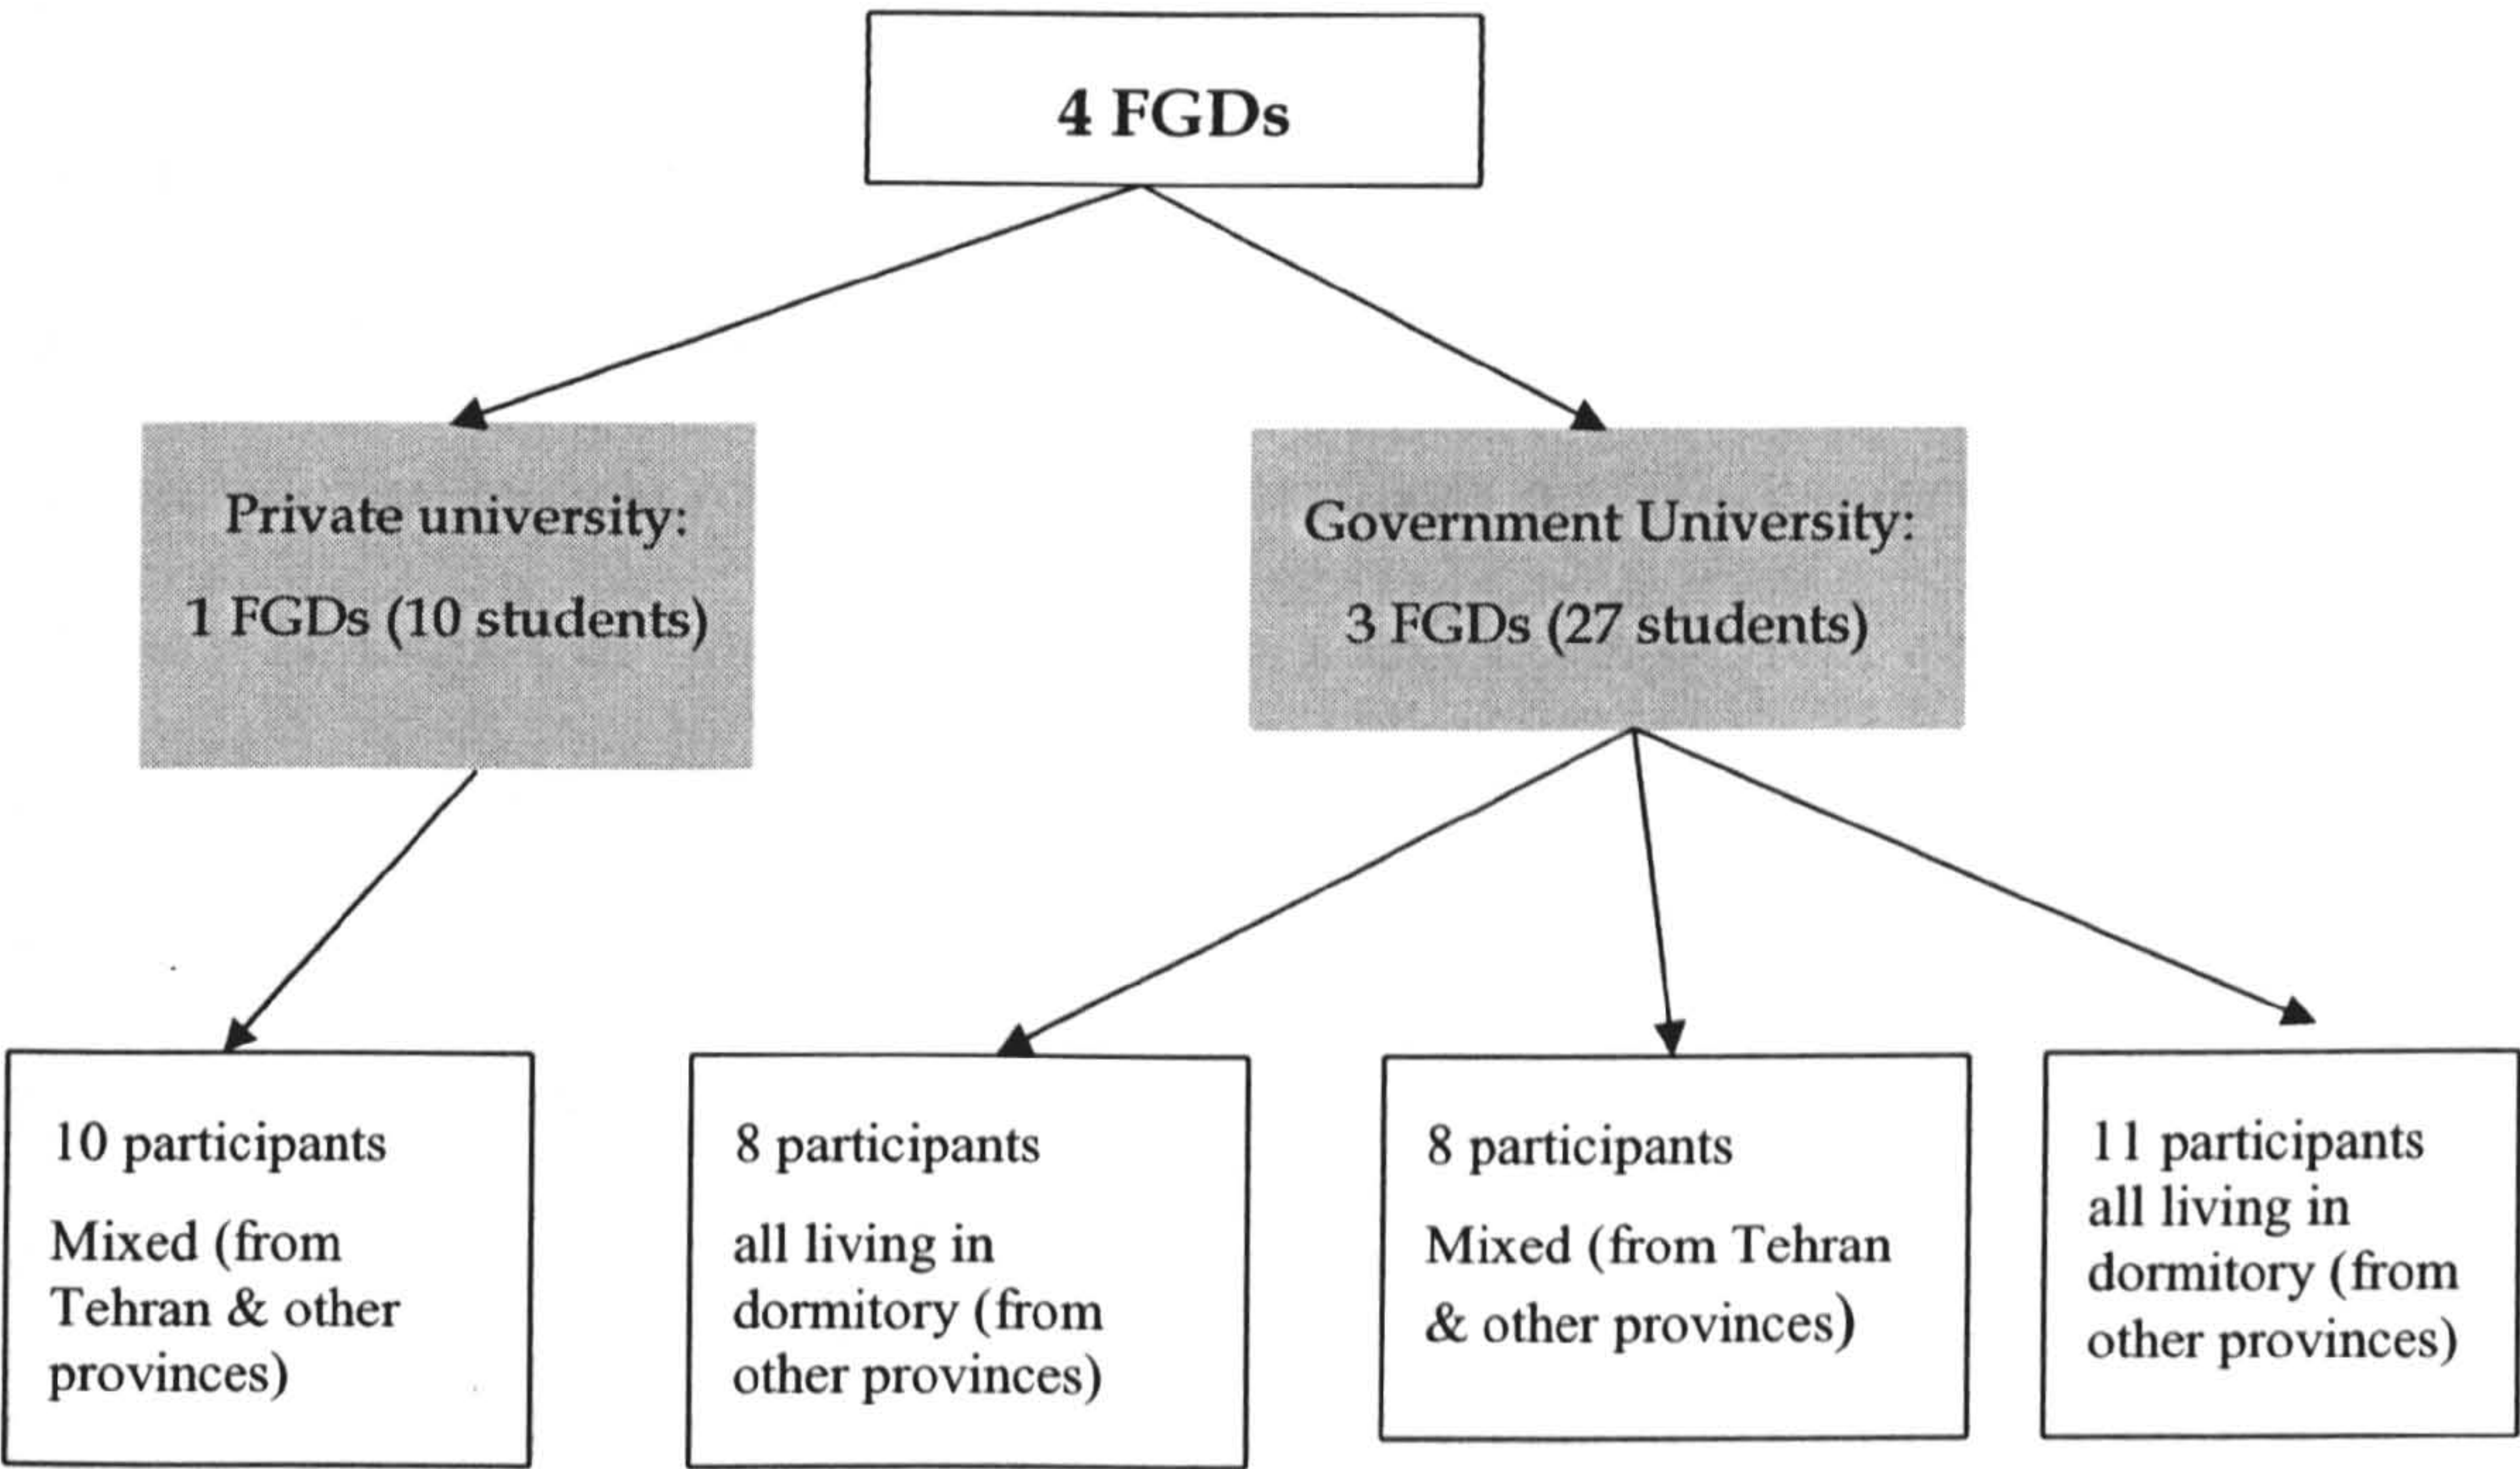 4 FGDs
Private university:
1 FGDs (10 students)
Government University:
3 FGDs (27 students)
10 participants
Mixed (from
Tehran & other
provinces)
8 participants
all living in
dormitory (from
other provinces)
8 participants
Mixed (from Tehran
& other provinces)
11 participants
all living in
dormitory (from
other provinces)